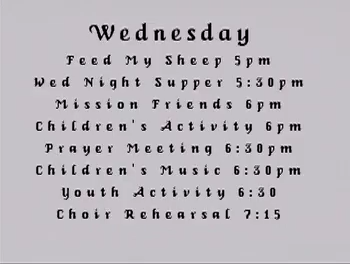 Wednesday
Feed My Sheep 5pm
Wed Night Supper 5:30pm
Mission Friends 6pm
Children's Activity 6pm
Prayer Meeting 6:30pm
Children's Music 6:30pm
Youth Activity 6:30
Choir Rehearsal 7:15